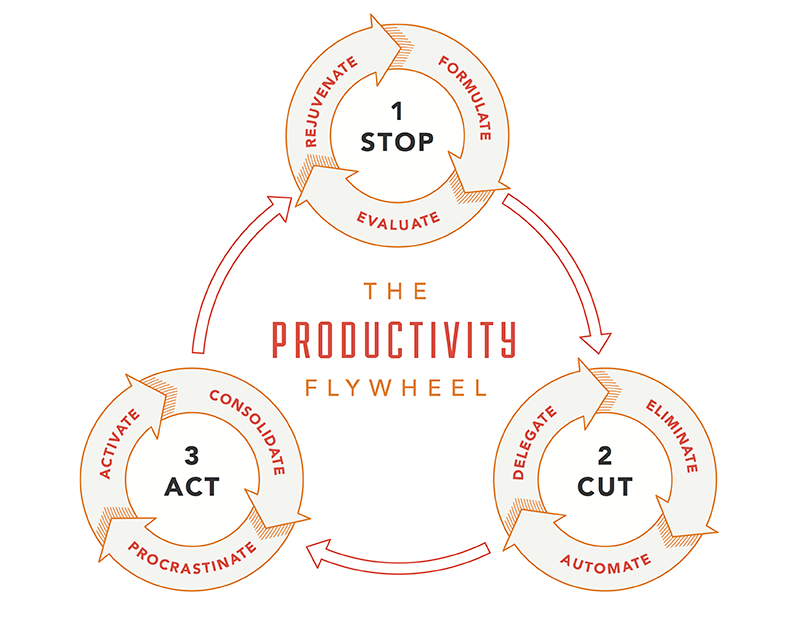 1
STOP
FORMULATE
EVALUATE
REJUVENATE
THE
PRODUCTIVITY
FLYWHEEL
2
CUT
ELIMINATE
AUTOMATE
DELEGATE
3
ACT
CONSOLIDATE
PROCRASTINATE
ACTIVATE